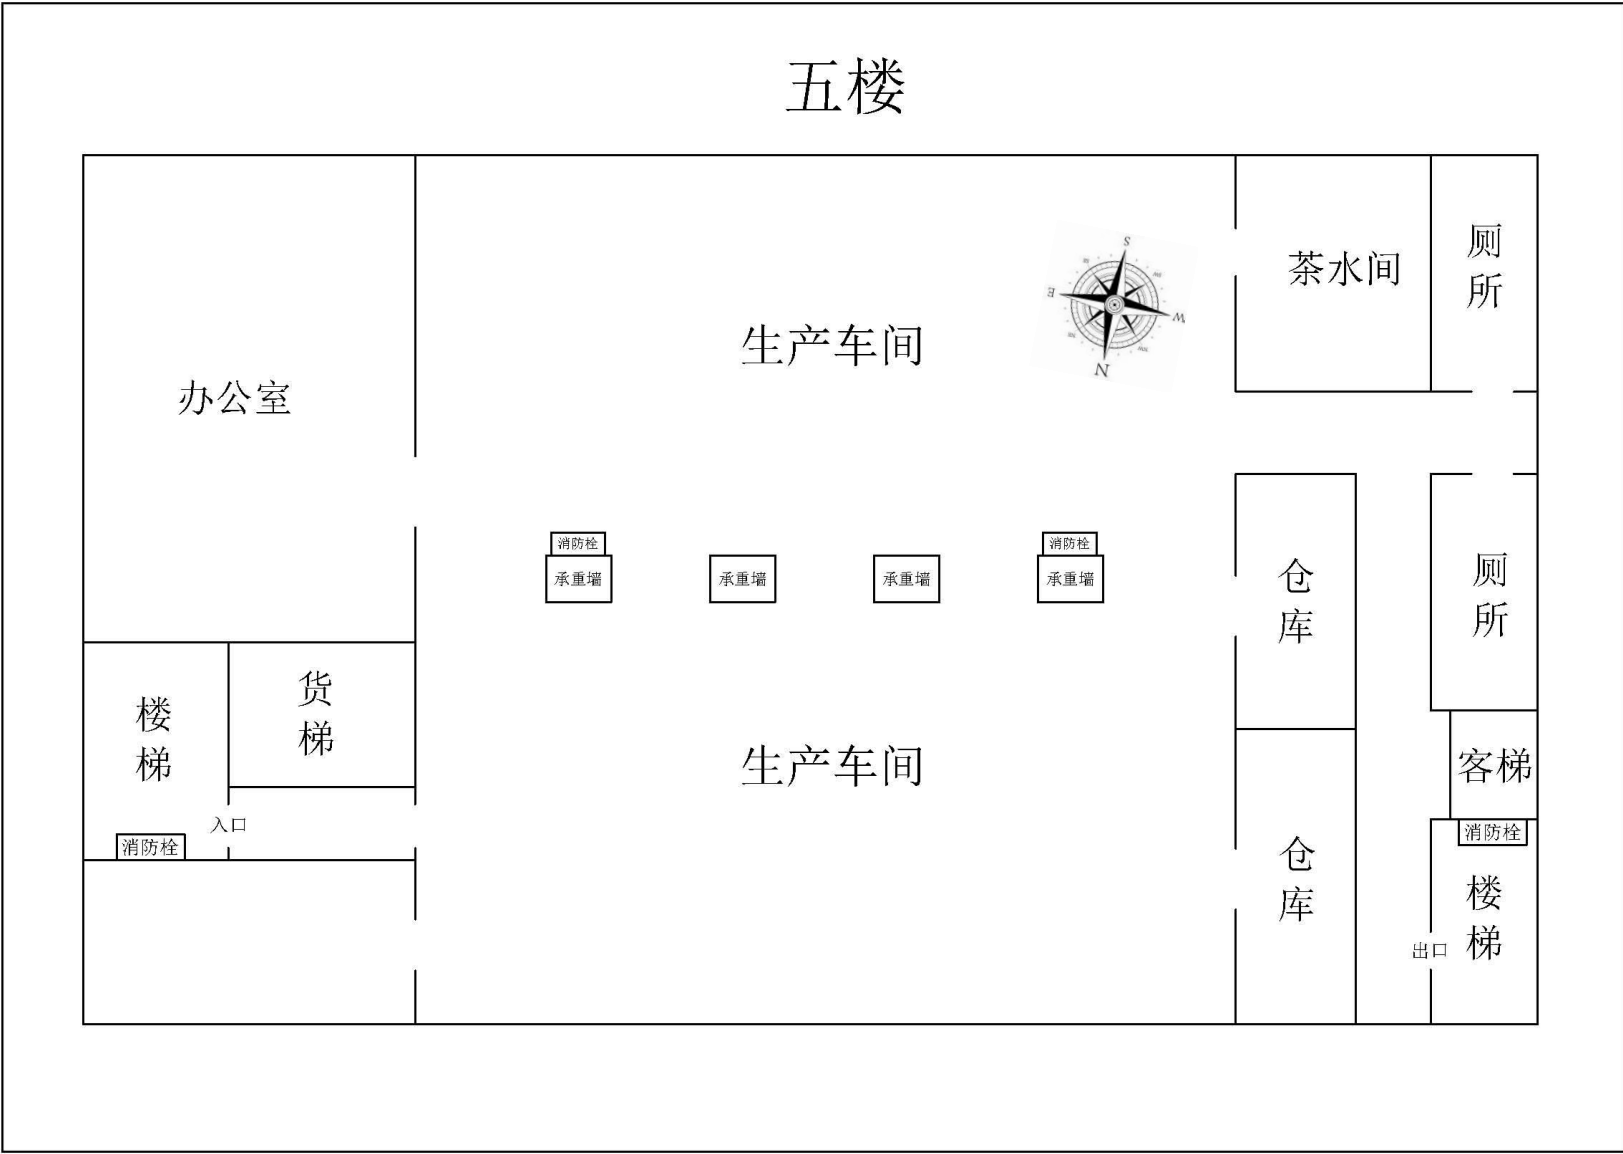 五楼
办公室
生产车间
S
E
W
N
茶水间
厕所
消防栓
承重墙
承重墙
承重墙
消防栓
承重墙
仓库
厕所
楼梯
货梯
入口
消防栓
生产车间
仓库
客梯
消防栓
楼梯
出口